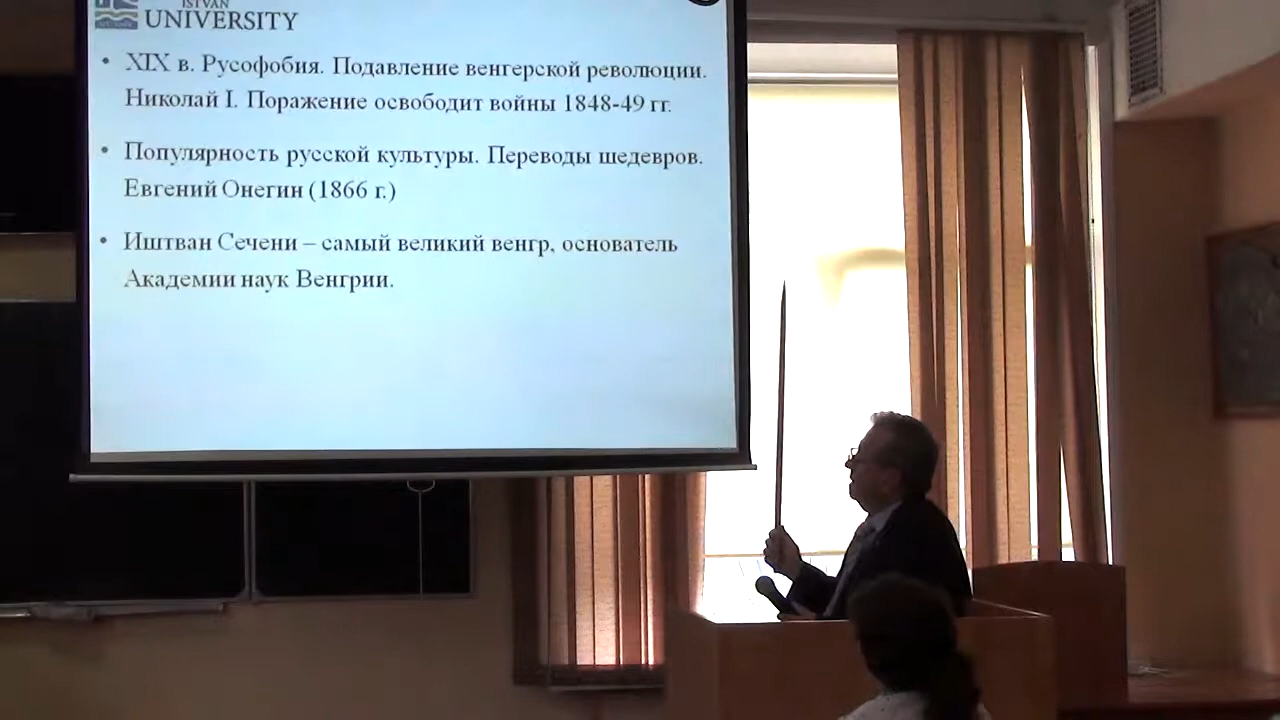 ISTVÁN
UNIVERSITY
• XIX в. Русофобия. Подавление венгерской революции.
Николай I. Поражение освободит войны 1848-49 гг.
• Популярность русской культуры. Переводы шедевров.
Евгений Онегин (1866 г.)
• Иштван Сечени – самый великий венгр, основатель
Академии наук Венгрии.